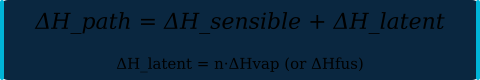 ΔH_path = ΔH_sensible + ΔH_latent
ΔH_latent = n·ΔHvap (or ΔHfus)